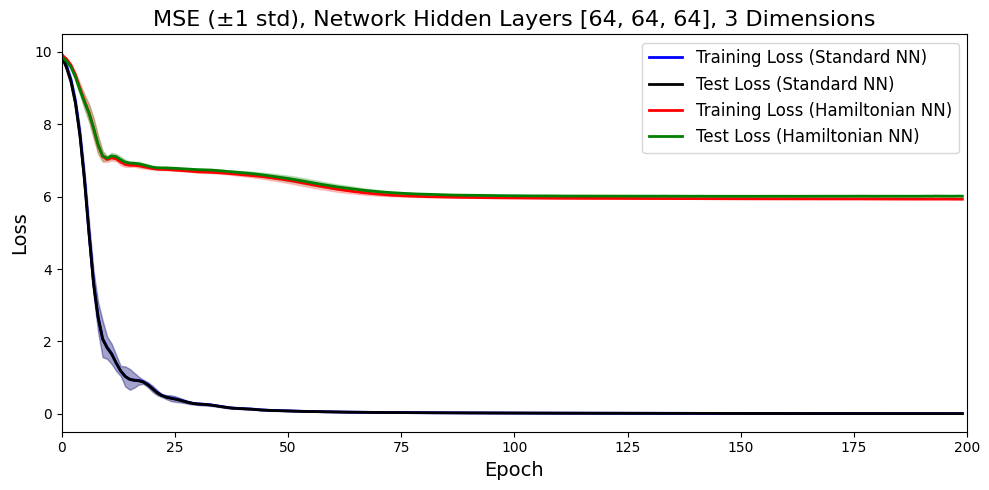 MSE (±1 std), Network Hidden Layers [64, 64, 64], 3 Dimensions
Training Loss (Standard NN)
Test Loss (Standard NN)
Training Loss (Hamiltonian NN)
Test Loss (Hamiltonian NN)
Loss
10
8
6
4
2
0
0 25 50 75 100 125 150 175 200
Epoch